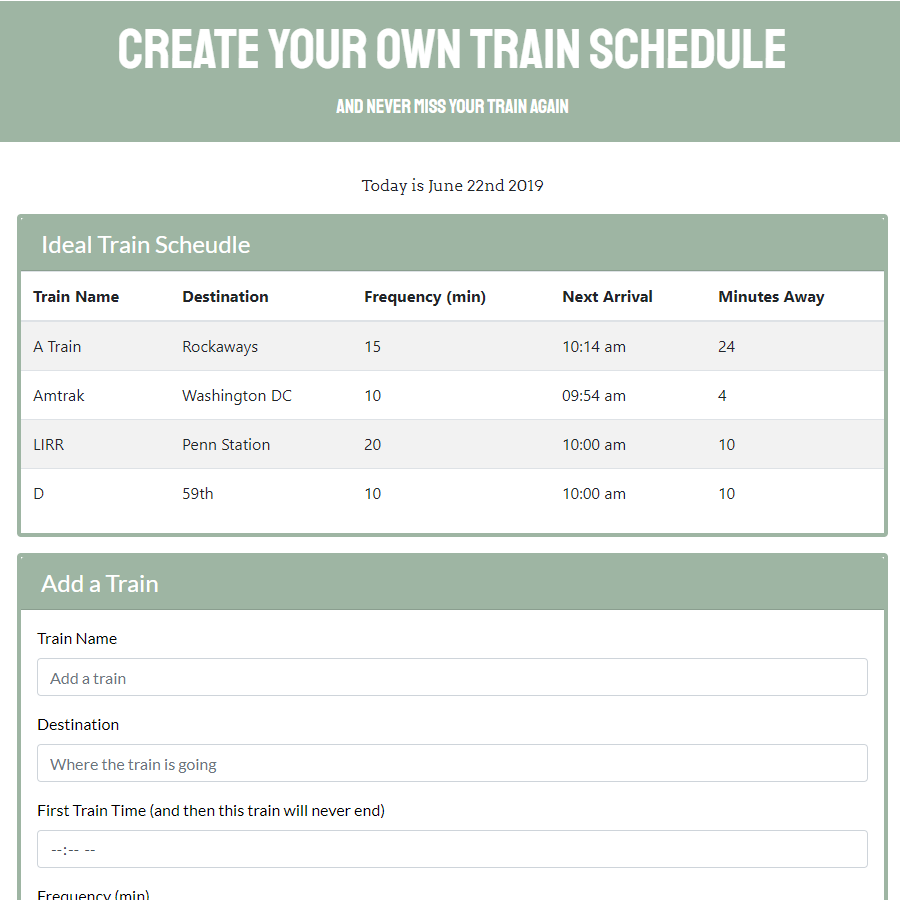 CREATE YOUR OWN TRAIN SCHEDULE
AND NEVER MISS YOUR TRAIN AGAIN
Today is June 22nd 2019
Ideal Train Scheudle
Train Name Destination Frequency (min) Next Arrival Minutes Away
A Train Rockaways 15 10:14 am 24
Amtrak Washington DC 10 09:54 am 4
LIRR Penn Station 20 10:00 am 10
D 59th 10 10:00 am 10
Add a Train
Train Name
Add a train
Destination
Where the train is going
First Train Time (and then this train will never end)
--:-- --
Frequency (min)